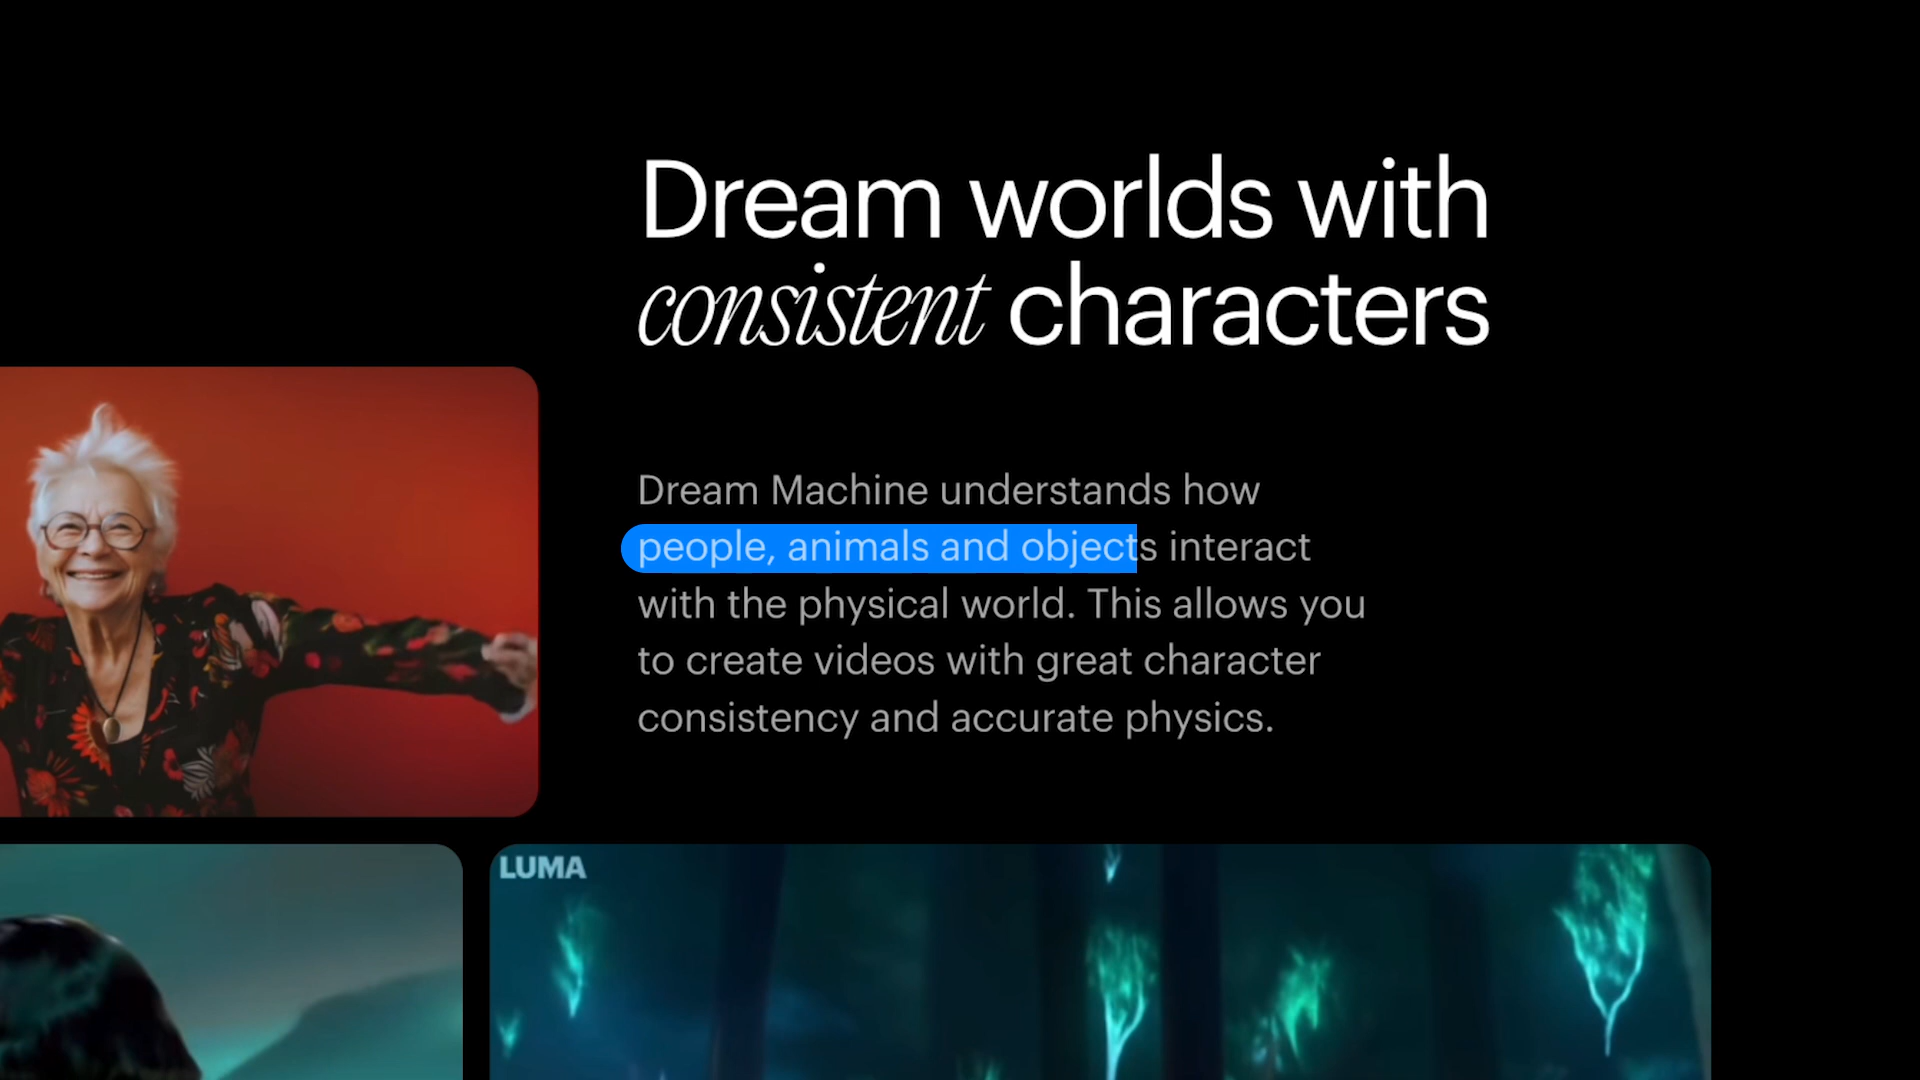 Dream worlds with
consistent characters
Dream Machine understands how
people, animals and objects interact
with the physical world. This allows you
to create videos with great character
consistency and accurate physics.
LUMA